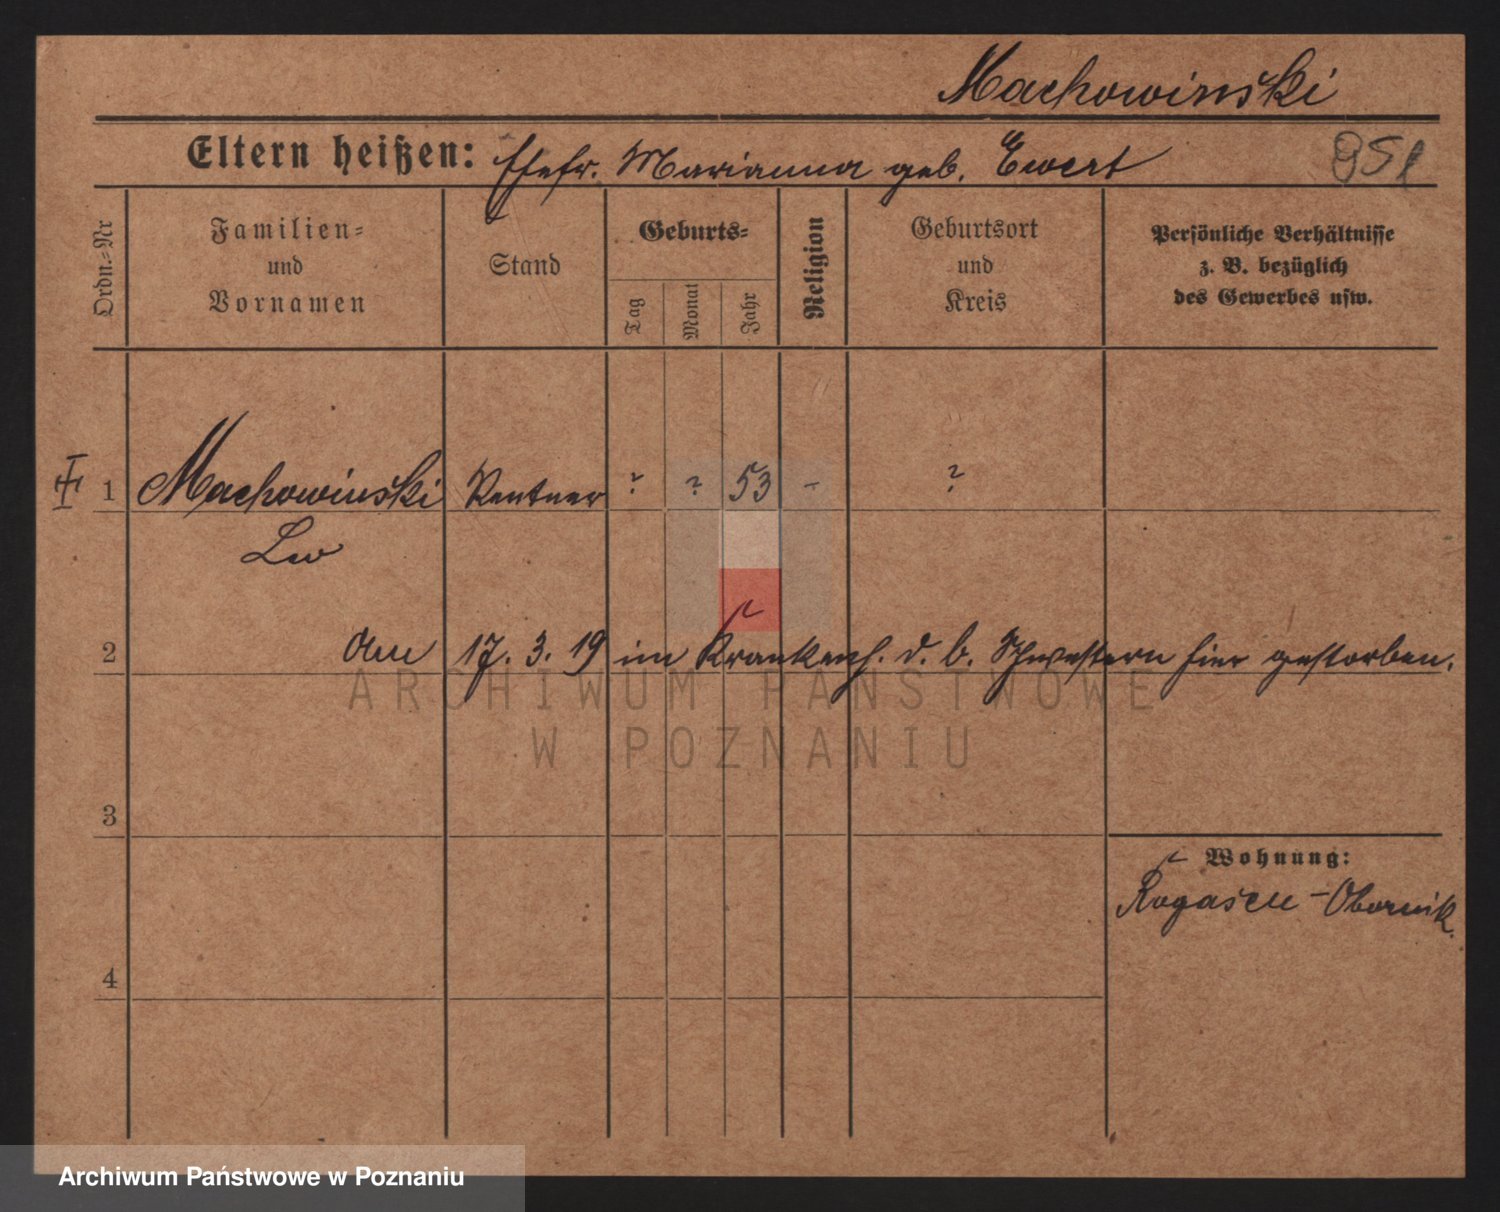 Machowinski
Eltern heißen: Ehefr. Marianna geb. Ewert 951
Ordn.-Nr
Familien-
und
Vornamen
Stand
Geburts-
Tag
Monat
Jahr
Religion
Geburtsort
und
Kreis
Persönliche Verhältnisse
z. B. bezüglich
des Gewerbes usw.
1 Machowinski Rentner ? ? 53 - ?
Leo
2 Am 17. 3. 19 im Krankenh. d. b. Schwestern hier gestorben.
ARCHIWUM PAŃSTWOWE
W POZNANIU
3
Wohnung:
Rogasen-Obornik.
4
Archiwum Państwowe w Poznaniu